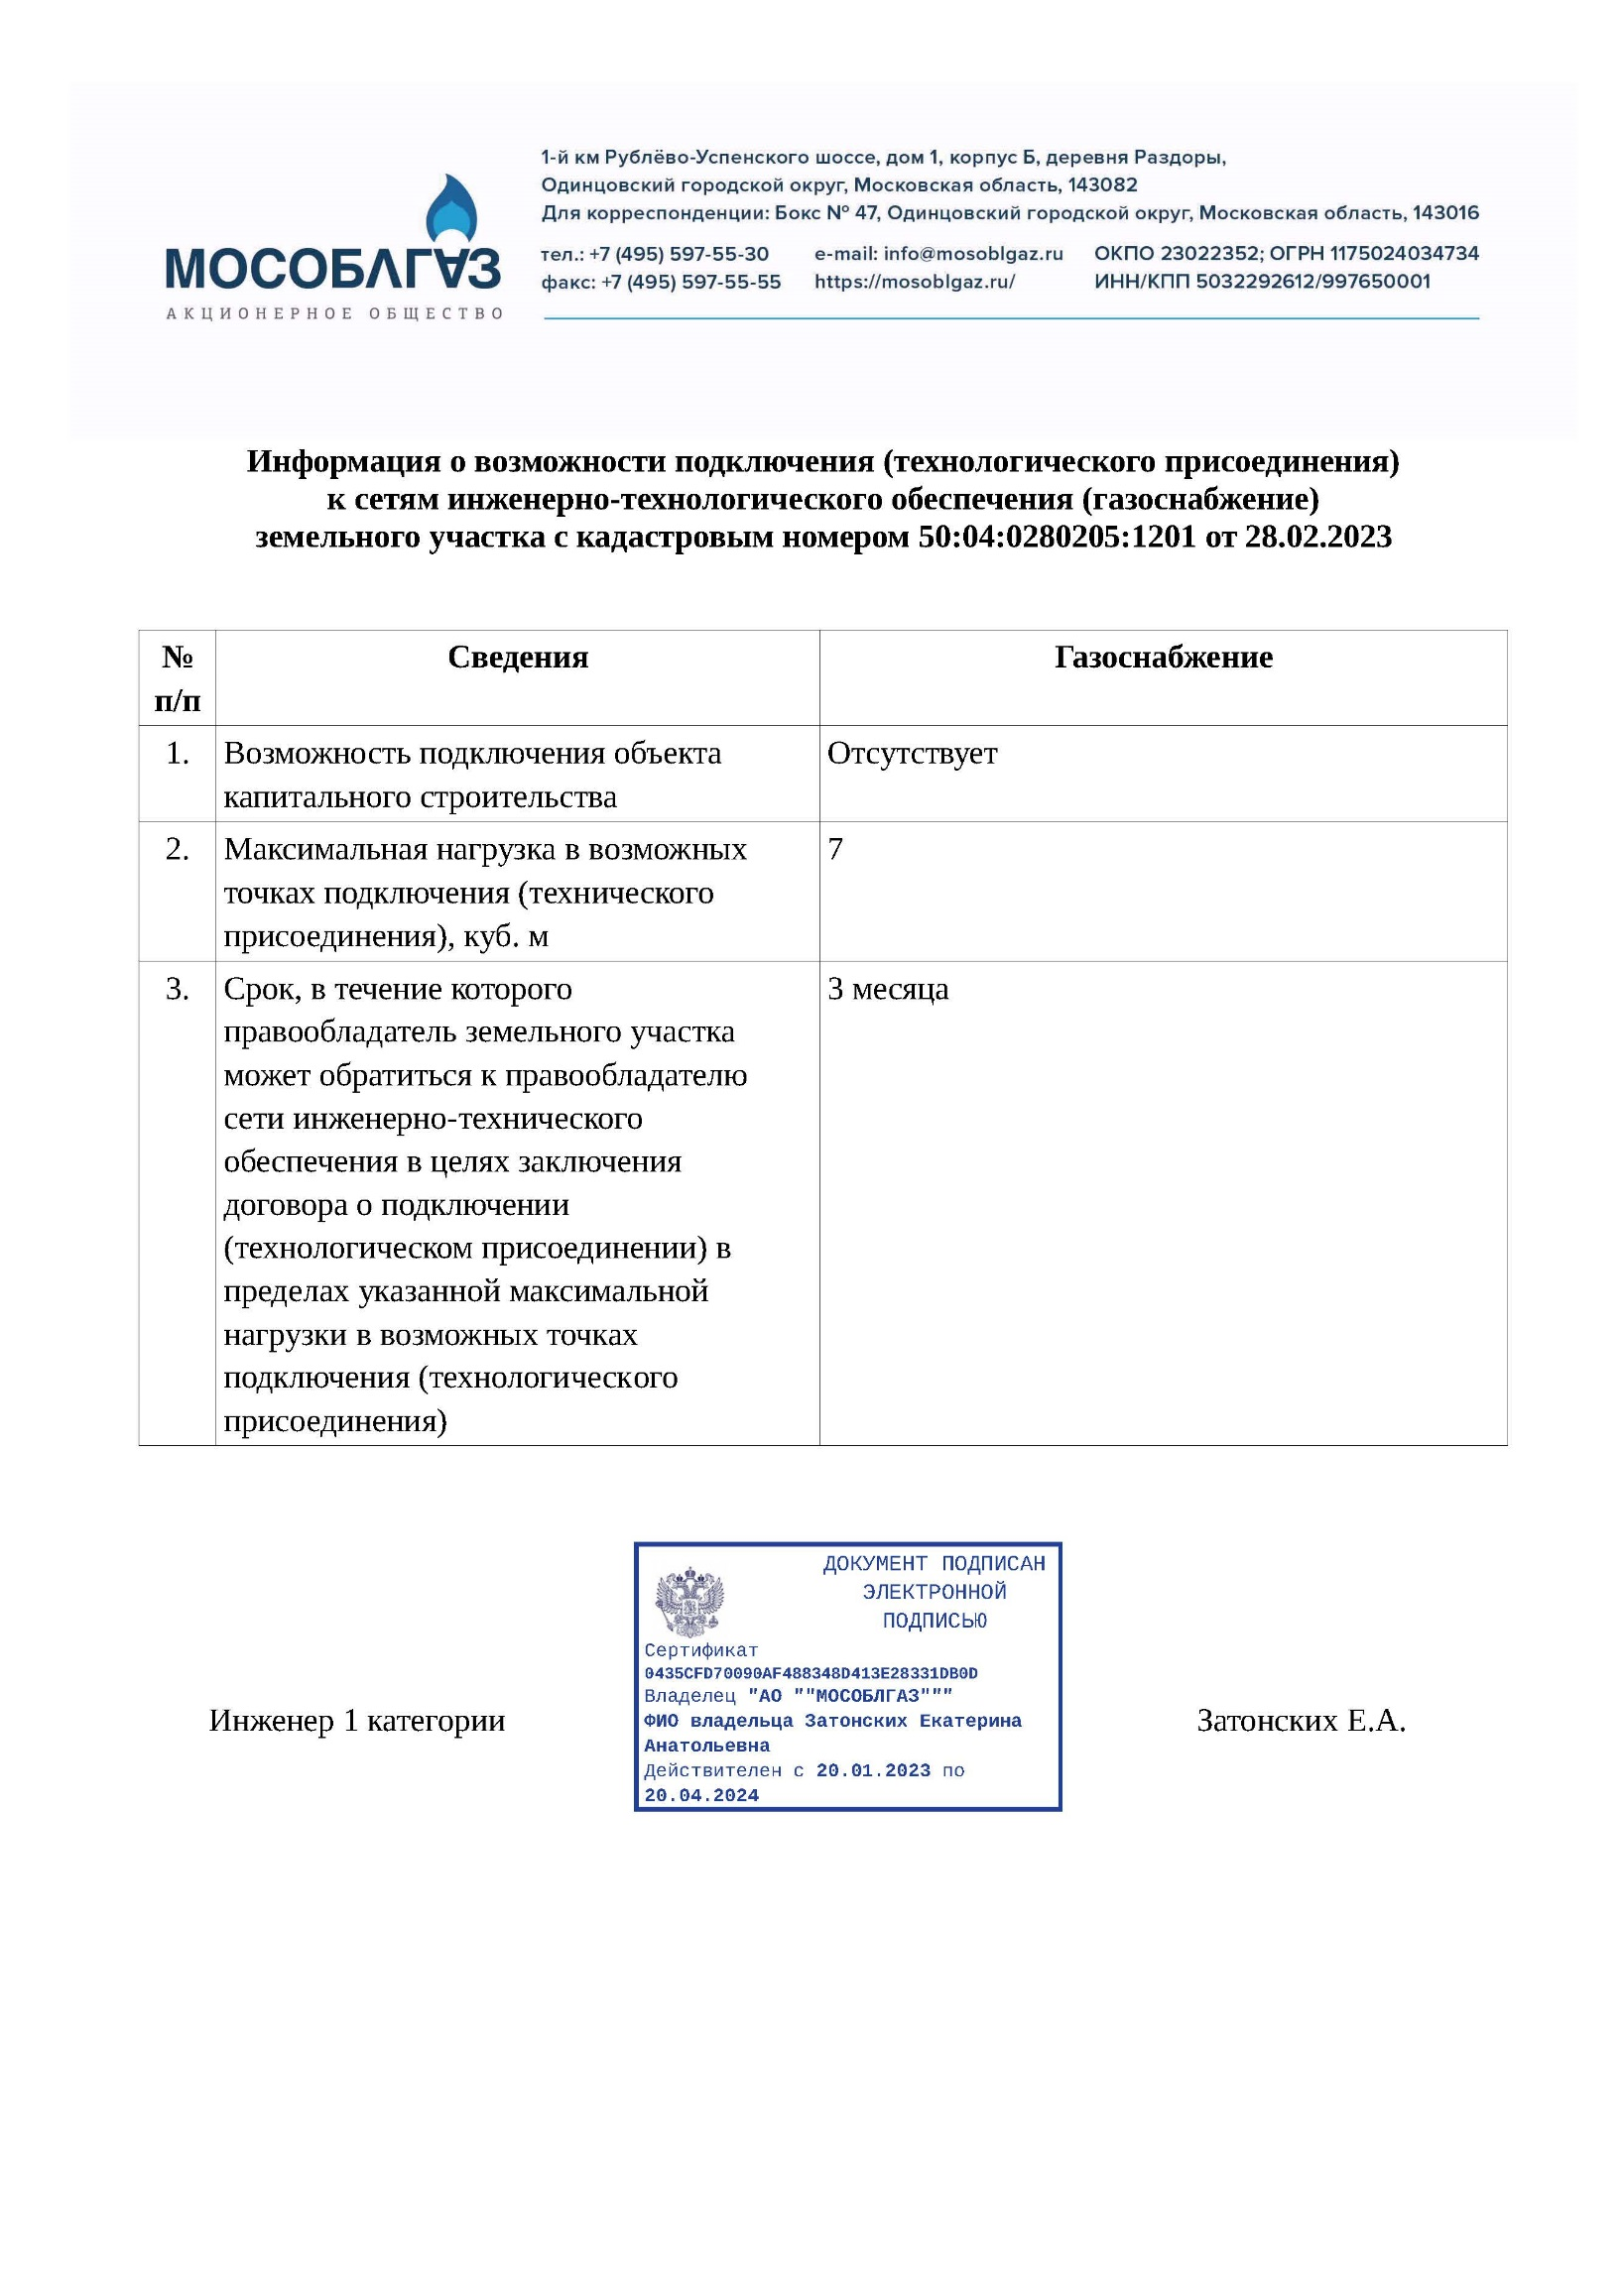 1-й км Рублёво-Успенского шоссе, дом 1, корпус Б, деревня Раздоры,
Одинцовский городской округ, Московская область, 143082
Для корреспонденции: Бокс № 47, Одинцовский городской округ, Московская область, 143016
тел.: +7 (495) 597-55-30 e-mail: info@mosoblgaz.ru ОКПО 23022352; ОГРН 1175024034734
факс: +7 (495) 597-55-55 https://mosoblgaz.ru/ ИНН/КПП 5032292612/997650001
МОСОБЛГАЗ
АКЦИОНЕРНОЕ ОБЩЕСТВО
Информация о возможности подключения (технологического присоединения)
к сетям инженерно-технологического обеспечения (газоснабжение)
земельного участка с кадастровым номером 50:04:0280205:1201 от 28.02.2023
№ п/п Сведения Газоснабжение
1. Возможность подключения объекта Отсутствует
капитального строительства
2. Максимальная нагрузка в возможных 7
точках подключения (технического
присоединения), куб. м
3. Срок, в течение которого 3 месяца
правообладатель земельного участка
может обратиться к правообладателю
сети инженерно-технического
обеспечения в целях заключения
договора о подключении
(технологическом присоединении) в
пределах указанной максимальной
нагрузки в возможных точках
подключения (технологического
присоединения)
ДОКУМЕНТ ПОДПИСАН
ЭЛЕКТРОННОЙ
ПОДПИСЬЮ
Сертификат
0435CFD70090AF488348D413E28331DB0D
Владелец "АО ""МОСОБЛГАЗ"""
ФИО владельца Затонских Екатерина
Анатольевна
Действителен с 20.01.2023 по
20.04.2024
Инженер 1 категории Затонских Е.А.